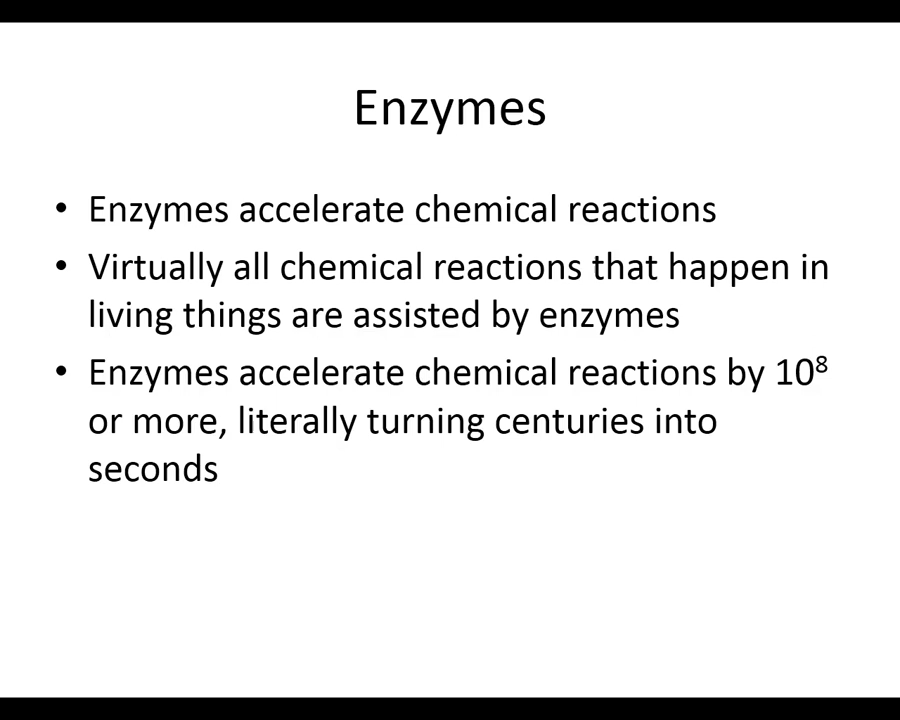 Enzymes
• Enzymes accelerate chemical reactions
• Virtually all chemical reactions that happen in
living things are assisted by enzymes
• Enzymes accelerate chemical reactions by 10⁸
or more, literally turning centuries into
seconds